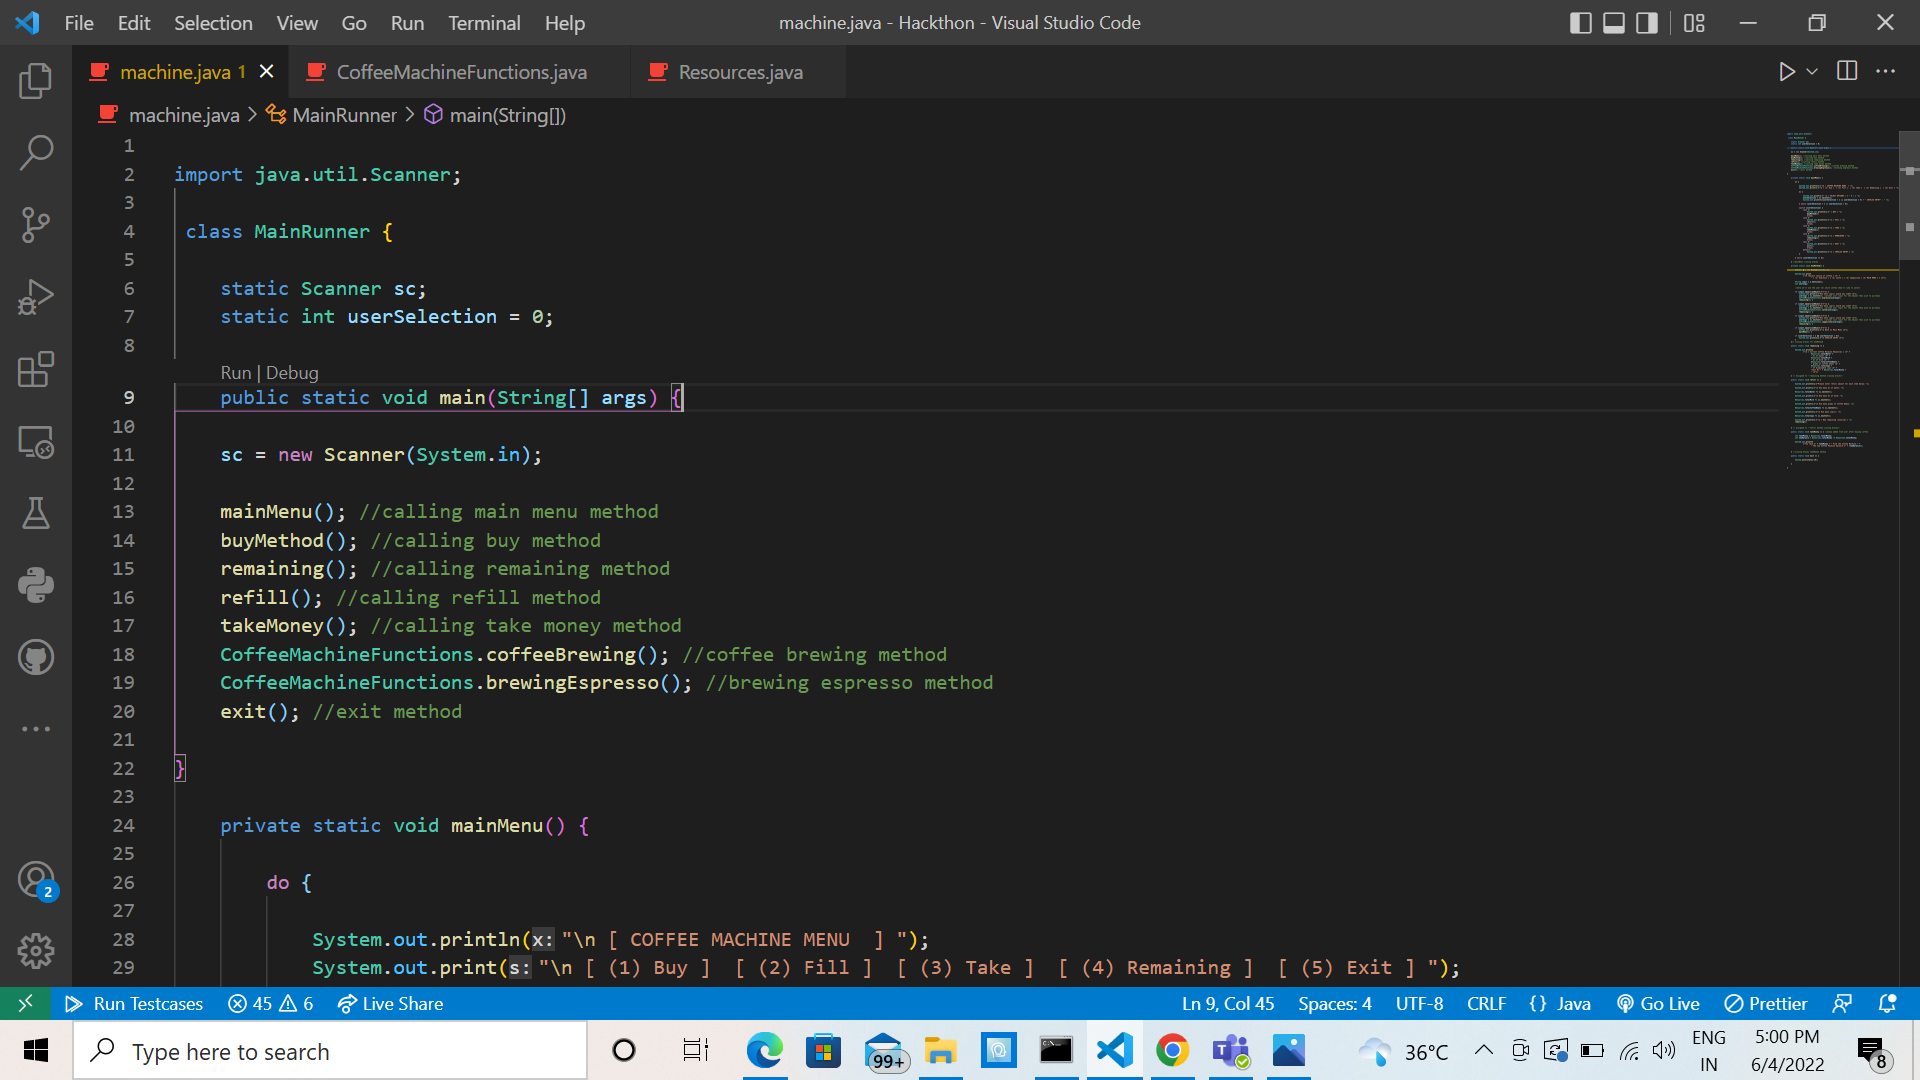 File Edit Selection View Go Run Terminal Help
machine.java - Hackthon - Visual Studio Code
machine.java 1
CoffeeMachineFunctions.java
Resources.java
machine.java > MainRunner > main(String[])
1
2 import java.util.Scanner;
3
4 class MainRunner {
5
6 static Scanner sc;
7 static int userSelection = 0;
8
Run | Debug
9 public static void main(String[] args) {
10
11 sc = new Scanner(System.in);
12
13 mainMenu(); //calling main menu method
14 buyMethod(); //calling buy method
15 remaining(); //calling remaining method
16 refill(); //calling refill method
17 takeMoney(); //calling take money method
18 CoffeeMachineFunctions.coffeeBrewing(); //coffee brewing method
19 CoffeeMachineFunctions.brewingEspresso(); //brewing espresso method
20 exit(); //exit method
21
22 }
23
24 private static void mainMenu() {
25
26 do {
27
28 System.out.println(x: "\n [ COFFEE MACHINE MENU  ] ");
29 System.out.print(s: "\n [ (1) Buy ]  [ (2) Fill ]  [ (3) Take ]  [ (4) Remaining ]  [ (5) Exit ] ");
2
Run Testcases 45 6 Live Share
Ln 9, Col 45 Spaces: 4 UTF-8 CRLF {} Java Go Live Prettier
Type here to search
99+
36°C
ENG
IN
5:00 PM
6/4/2022
8